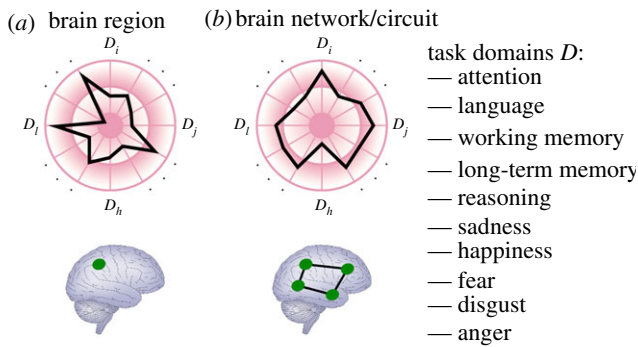 (a) brain region
(b) brain network/circuit
D_i
D_l
D_j
D_h
D_i
D_l
D_j
D_h
task domains D:
— attention
— language
— working memory
— long-term memory
— reasoning
— sadness
— happiness
— fear
— disgust
— anger